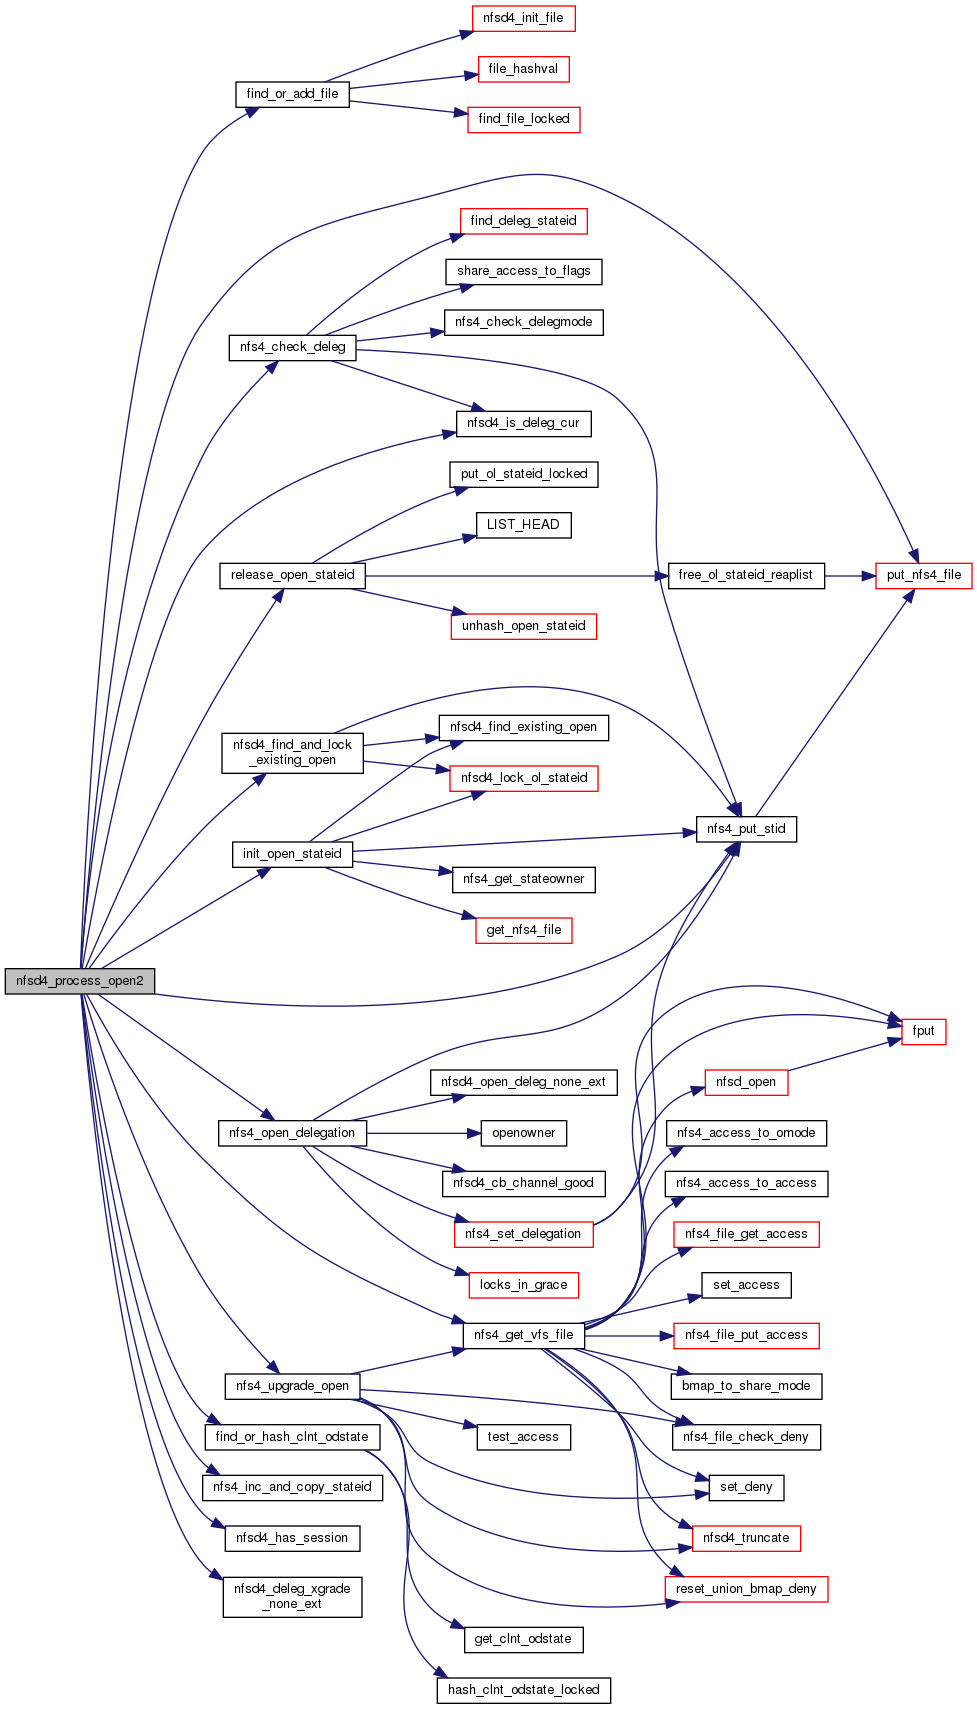 nfsd4_init_file
file_hashval
find_or_add_file
find_file_locked
find_deleg_stateid
share_access_to_flags
nfs4_check_delegmode
nfs4_check_deleg
nfsd4_is_deleg_cur
put_ol_stateid_locked
LIST_HEAD
release_open_stateid
free_ol_stateid_reaplist
put_nfs4_file
unhash_open_stateid
nfsd4_find_existing_open
nfsd4_find_and_lock
_existing_open
nfsd4_lock_ol_stateid
nfs4_put_stid
init_open_stateid
nfs4_get_stateowner
get_nfs4_file
nfsd4_process_open2
fput
nfsd4_open_deleg_none_ext
nfsd_open
nfs4_open_delegation
openowner
nfs4_access_to_omode
nfsd4_cb_channel_good
nfs4_access_to_access
nfs4_set_delegation
nfs4_file_get_access
locks_in_grace
set_access
nfs4_get_vfs_file
nfs4_file_put_access
nfs4_upgrade_open
bmap_to_share_mode
find_or_hash_clnt_odstate
test_access
nfs4_file_check_deny
nfs4_inc_and_copy_stateid
set_deny
nfsd4_has_session
nfsd4_truncate
nfsd4_deleg_xgrade
_none_ext
reset_union_bmap_deny
get_clnt_odstate
hash_clnt_odstate_locked